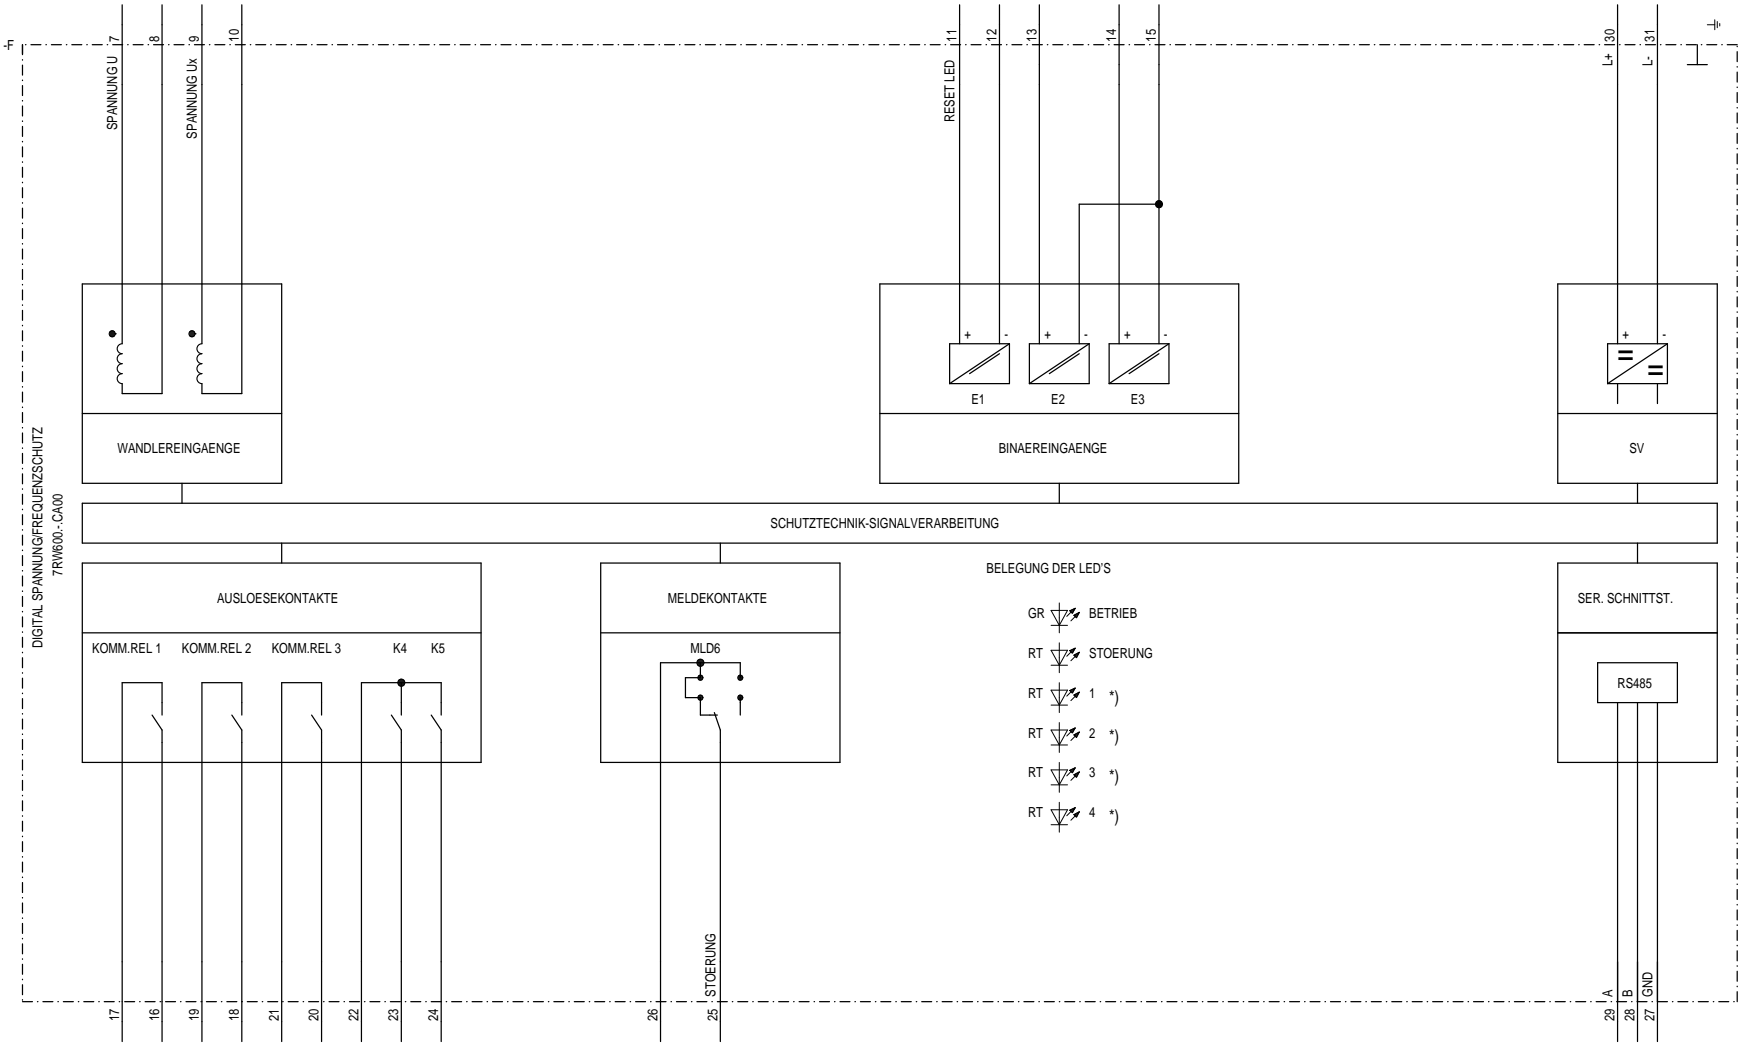 -F
7
8
9
10
11
12
13
14
15
30
31
SPANNUNG U
SPANNUNG Ux
RESET LED
L+
L-
+ - + - + -
+ -
E1 E2 E3
WANDLEREINGAENGE
BINAEREINGAENGE
SV
DIGITAL SPANNUNG/FREQUENZSCHUTZ
7RW600.-.CA00
SCHUTZTECHNIK-SIGNALVERARBEITUNG
AUSLOESEKONTAKTE
KOMM.REL 1 KOMM.REL 2 KOMM.REL 3 K4 K5
MELDEKONTAKTE
MLD6
BELEGUNG DER LED'S
GR BETRIEB
RT STOERUNG
RT 1 *)
RT 2 *)
RT 3 *)
RT 4 *)
SER. SCHNITTST.
RS485
STOERUNG
A
B
GND
17
16
19
18
21
20
22
23
24
26
25
29
28
27